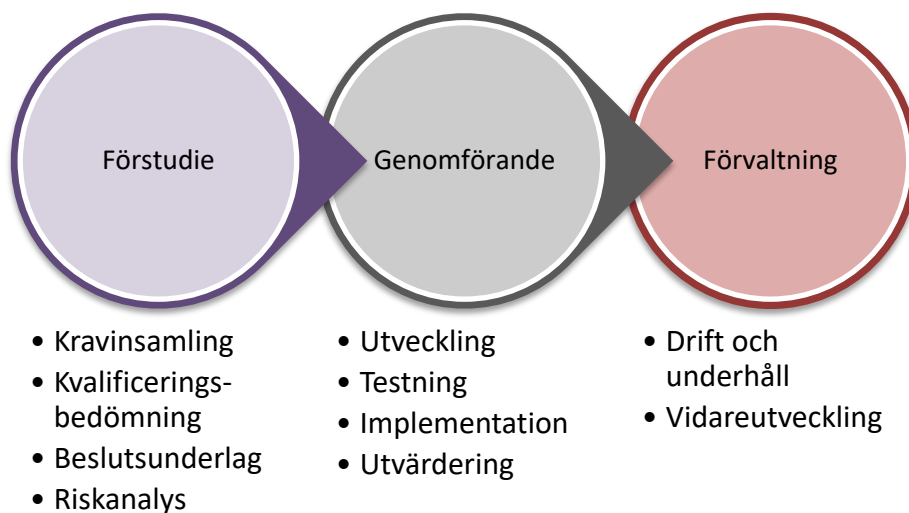 Förstudie
• Kravinsamling
• Kvalificerings-
bedömning
• Beslutsunderlag
• Riskanalys
Genomförande
• Utveckling
• Testning
• Implementation
• Utvärdering
Förvaltning
• Drift och
underhåll
• Vidareutveckling